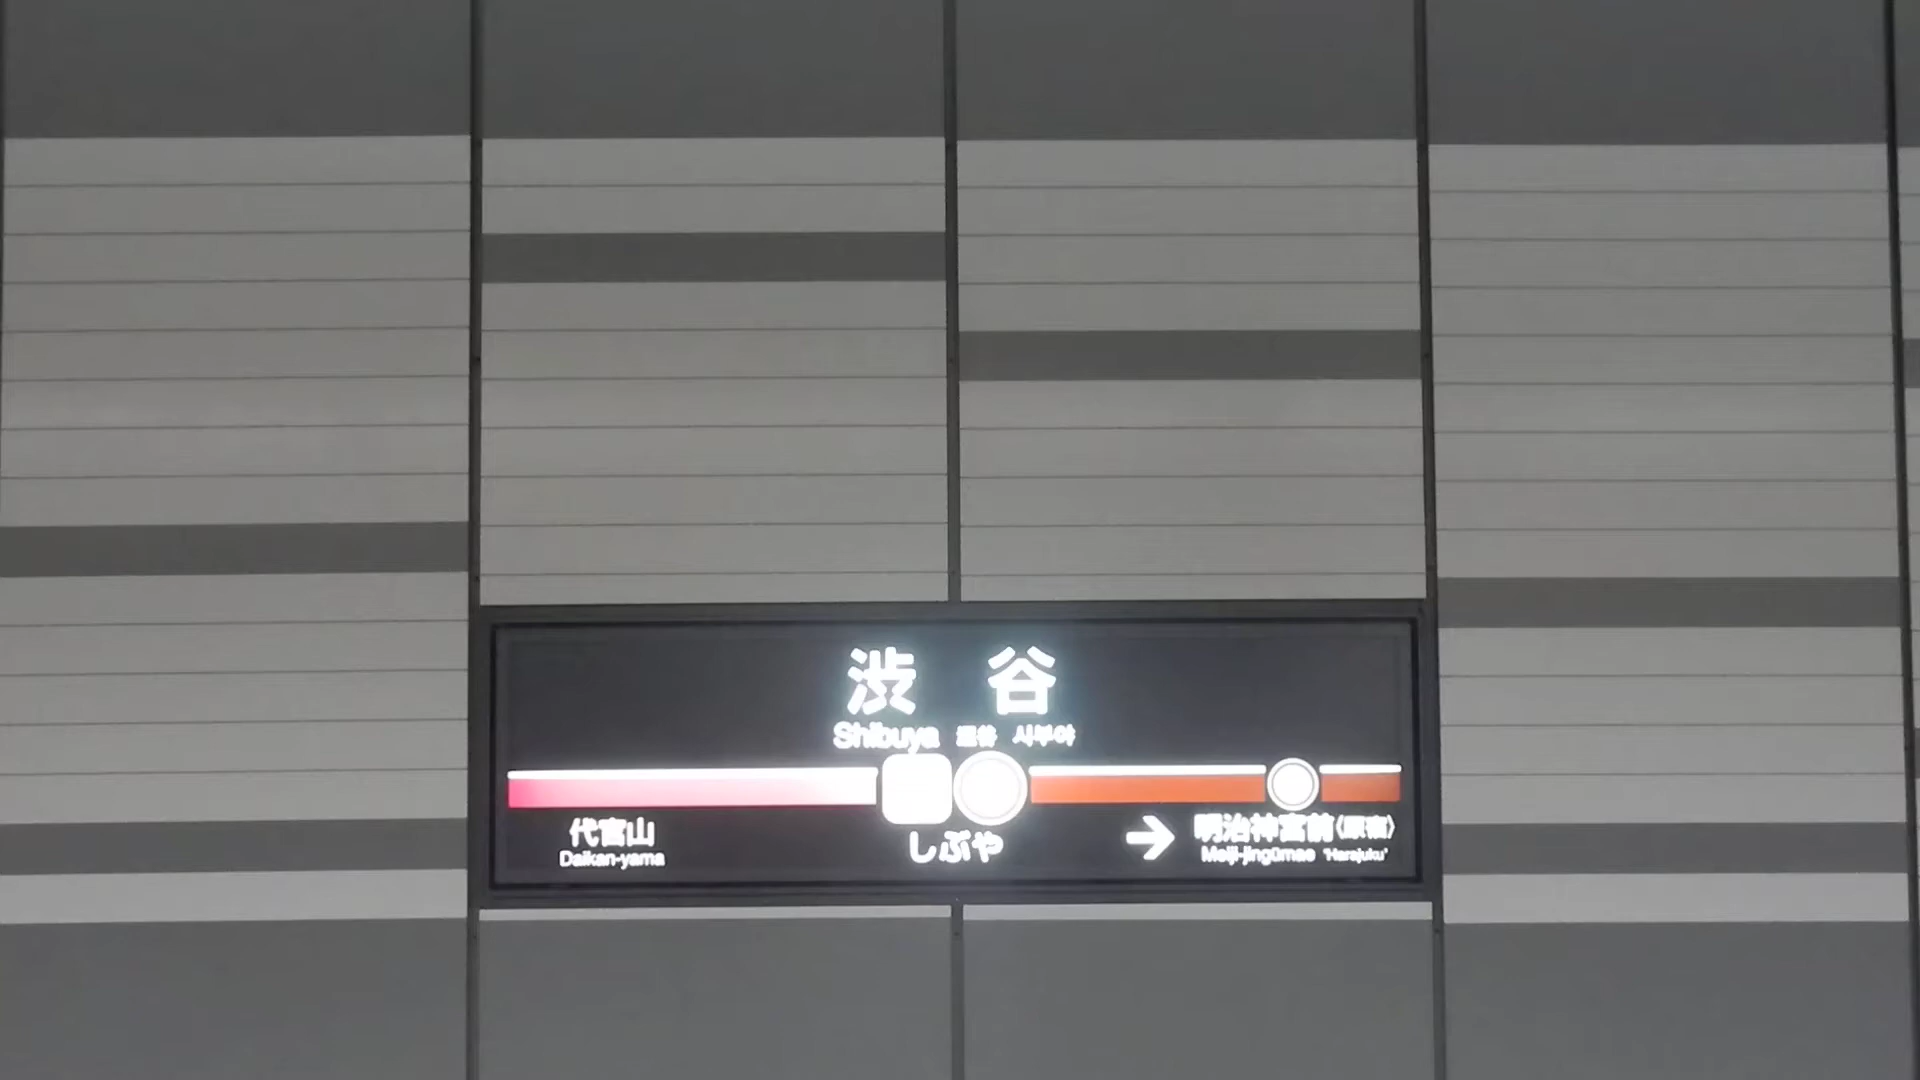 渋谷
Shibuya 涩谷 시부야
しぶや
代官山
Daikan-yama
→ 明治神宮前〈原宿〉
Meiji-jingūmae 'Harajuku'